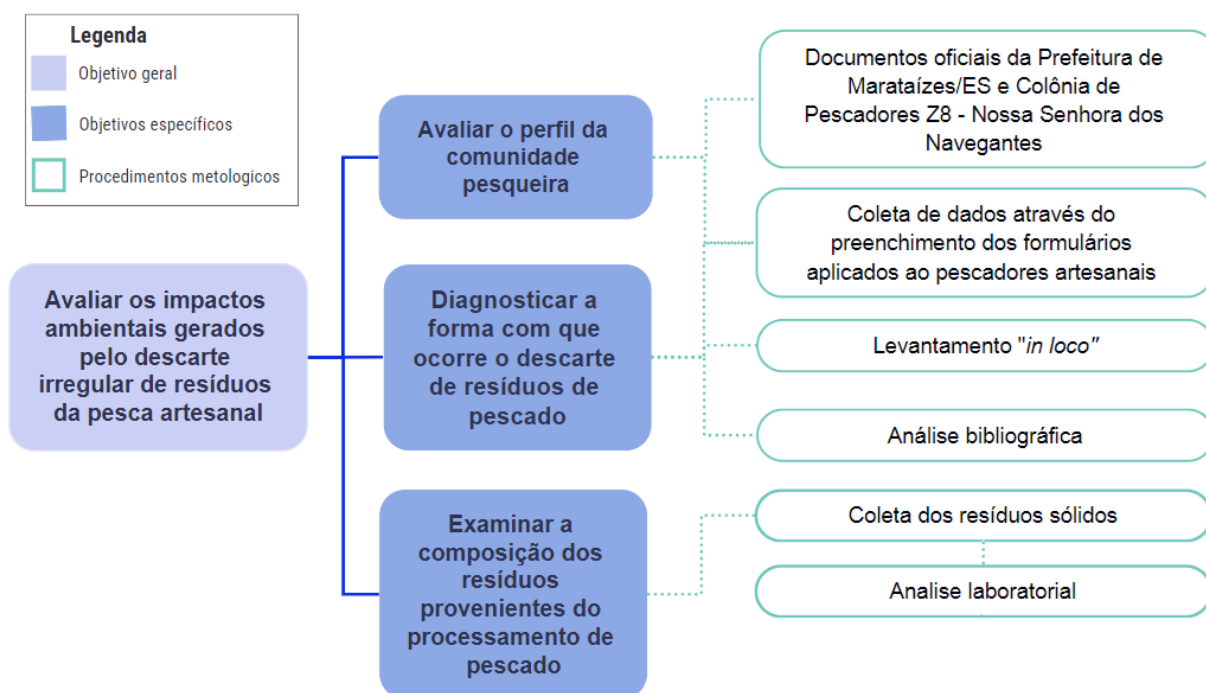 Legenda
Objetivo geral
Objetivos específicos
Procedimentos metologicos
Avaliar os impactos
ambientais gerados
pelo descarte
irregular de resíduos
da pesca artesanal
Avaliar o perfil da
comunidade
pesqueira
Diagnosticar a
forma com que
ocorre o descarte
de resíduos de
pescado
Examinar a
composição dos
resíduos
provenientes do
processamento de
pescado
Documentos oficiais da Prefeitura de
Marataízes/ES e Colônia de
Pescadores Z8 - Nossa Senhora dos
Navegantes
Coleta de dados através do
preenchimento dos formulários
aplicados ao pescadores artesanais
Levantamento "in loco"
Análise bibliográfica
Coleta dos resíduos sólidos
Analise laboratorial